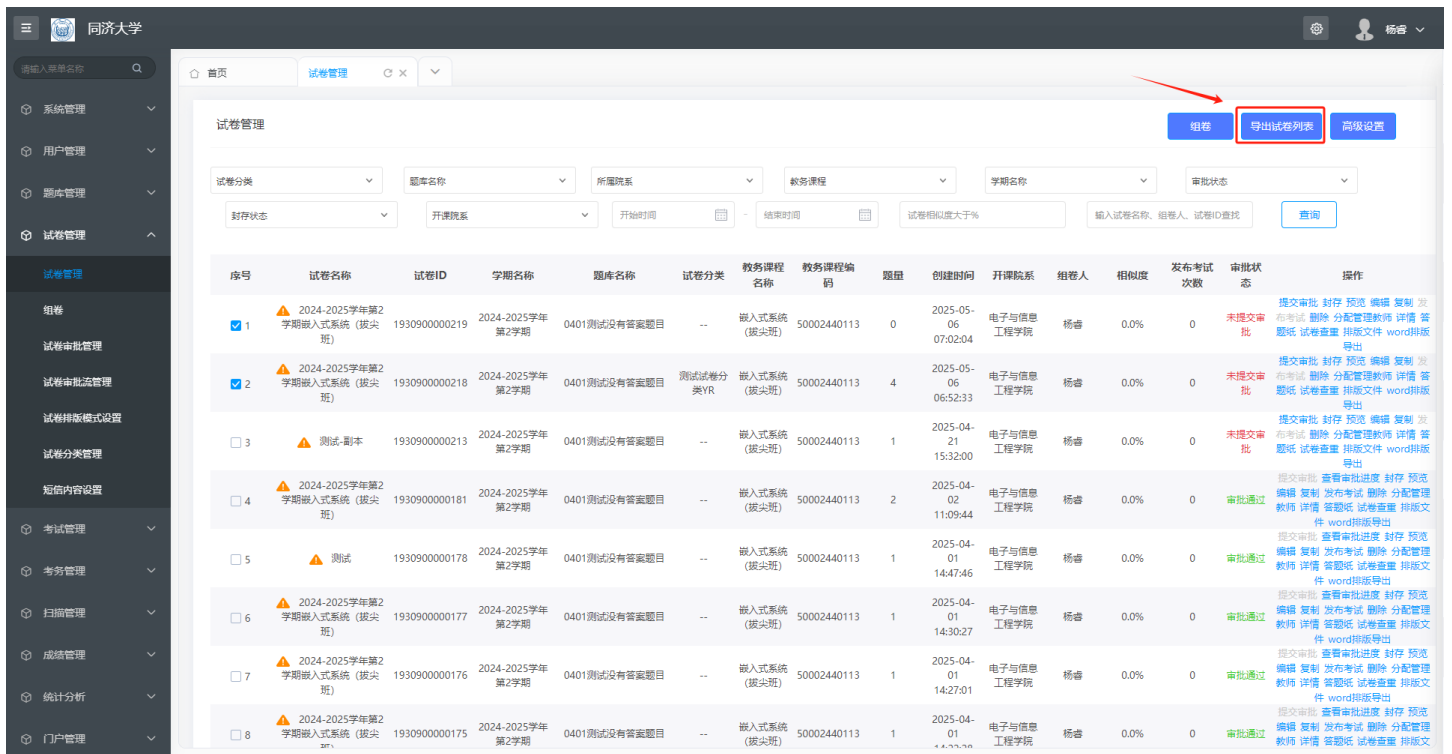 同济大学
杨睿
请输入菜单名称
首页
试卷管理
系统管理
用户管理
题库管理
试卷管理
试卷管理
组卷
试卷审批管理
试卷审批流管理
试卷排版模式设置
试卷分类管理
短信内容设置
考试管理
考务管理
扫描管理
成绩管理
统计分析
门户管理
试卷管理
组卷 导出试卷列表 高级设置
试卷分类 题库名称 所属院系 教务课程 学期名称 审批状态
封存状态 开课院系 开始时间 - 结束时间 试卷相似度大于% 输入试卷名称、组卷人、试卷ID查找 查询
序号 试卷名称 试卷ID 学期名称 题库名称 试卷分类 教务课程名称 教务课程编码 题量 创建时间 开课院系 组卷人 相似度 发布考试次数 审批状态 操作
1 2024-2025学年第2学期嵌入式系统（拔尖班） 1930900000219 2024-2025学年第2学期 0401测试没有答案题目 -- 嵌入式系统（拔尖班） 50002440113 0 2025-05-06 07:02:04 电子与信息工程学院 杨睿 0.0% 0 未提交审批 提交审批 封存 预览 编辑 复制 发布考试 删除 分配管理教师 详情 答题纸 试卷查重 排版文件 word排版导出
2 2024-2025学年第2学期嵌入式系统（拔尖班） 1930900000218 2024-2025学年第2学期 0401测试没有答案题目 测试试卷分类YR 嵌入式系统（拔尖班） 50002440113 4 2025-05-06 06:52:33 电子与信息工程学院 杨睿 0.0% 0 未提交审批 提交审批 封存 预览 编辑 复制 发布考试 删除 分配管理教师 详情 答题纸 试卷查重 排版文件 word排版导出
3 测试-副本 1930900000213 2024-2025学年第2学期 0401测试没有答案题目 -- 嵌入式系统（拔尖班） 50002440113 1 2025-04-21 15:32:00 电子与信息工程学院 杨睿 0.0% 0 未提交审批 提交审批 封存 预览 编辑 复制 发布考试 删除 分配管理教师 详情 答题纸 试卷查重 排版文件 word排版导出
4 2024-2025学年第2学期嵌入式系统（拔尖班） 1930900000181 2024-2025学年第2学期 0401测试没有答案题目 -- 嵌入式系统（拔尖班） 50002440113 2 2025-04-02 11:09:44 电子与信息工程学院 杨睿 0.0% 0 审批通过 提交审批 查看审批进度 封存 预览 编辑 复制 发布考试 删除 分配管理教师 详情 答题纸 试卷查重 排版文件 word排版导出
5 测试 1930900000178 2024-2025学年第2学期 0401测试没有答案题目 -- 嵌入式系统（拔尖班） 50002440113 1 2025-04-01 14:47:46 电子与信息工程学院 杨睿 0.0% 0 审批通过 提交审批 查看审批进度 封存 预览 编辑 复制 发布考试 删除 分配管理教师 详情 答题纸 试卷查重 排版文件 word排版导出
6 2024-2025学年第2学期嵌入式系统（拔尖班） 1930900000177 2024-2025学年第2学期 0401测试没有答案题目 -- 嵌入式系统（拔尖班） 50002440113 1 2025-04-01 14:30:27 电子与信息工程学院 杨睿 0.0% 0 审批通过 提交审批 查看审批进度 封存 预览 编辑 复制 发布考试 删除 分配管理教师 详情 答题纸 试卷查重 排版文件 word排版导出
7 2024-2025学年第2学期嵌入式系统（拔尖班） 1930900000176 2024-2025学年第2学期 0401测试没有答案题目 -- 嵌入式系统（拔尖班） 50002440113 1 2025-04-01 14:27:01 电子与信息工程学院 杨睿 0.0% 0 审批通过 提交审批 查看审批进度 封存 预览 编辑 复制 发布考试 删除 分配管理教师 详情 答题纸 试卷查重 排版文件 word排版导出
8 2024-2025学年第2学期嵌入式系统（拔尖 1930900000175 2024-2025学年第2学期 0401测试没有答案题目 -- 嵌入式系统（拔尖班） 50002440113 1 2025-04-01 电子与信息工程学院 杨睿 0.0% 0 审批通过 提交审批 查看审批进度 封存 预览 编辑 复制 发布考试 删除 分配管理教师 详情 答题纸 试卷查重 排版文